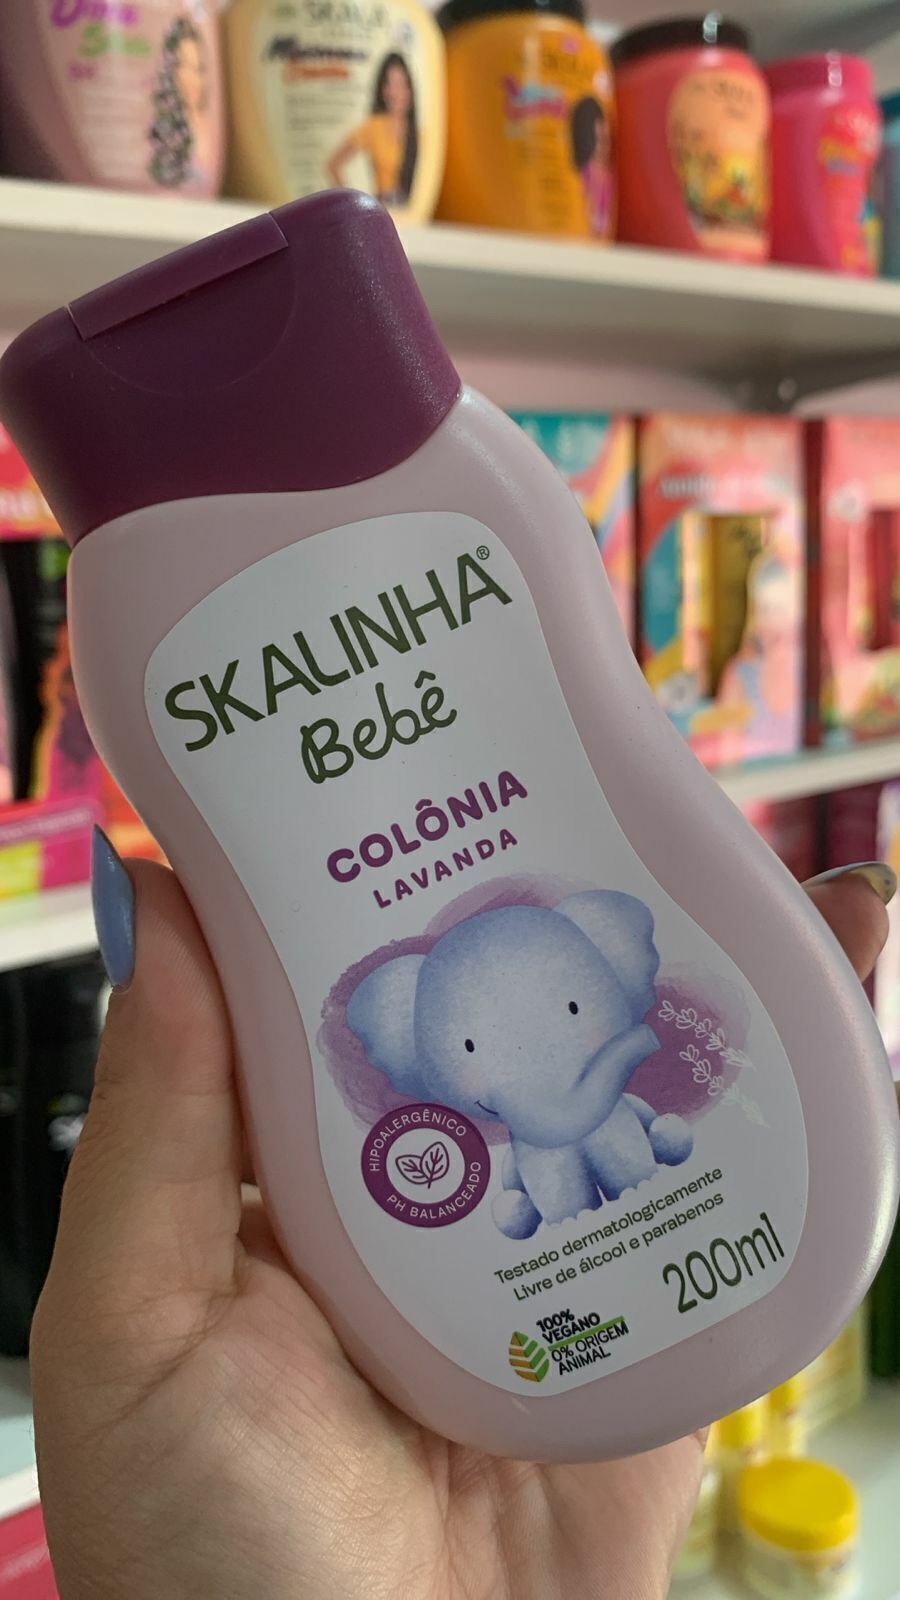 SKALA
SKALINHA®
Bebê
COLÔNIA
LAVANDA
HIPOALERGÊNICO
PH BALANCEADO
Testado dermatologicamente
Livre de álcool e parabenos
200ml
100%
VEGANO
0% ORIGEM
ANIMAL